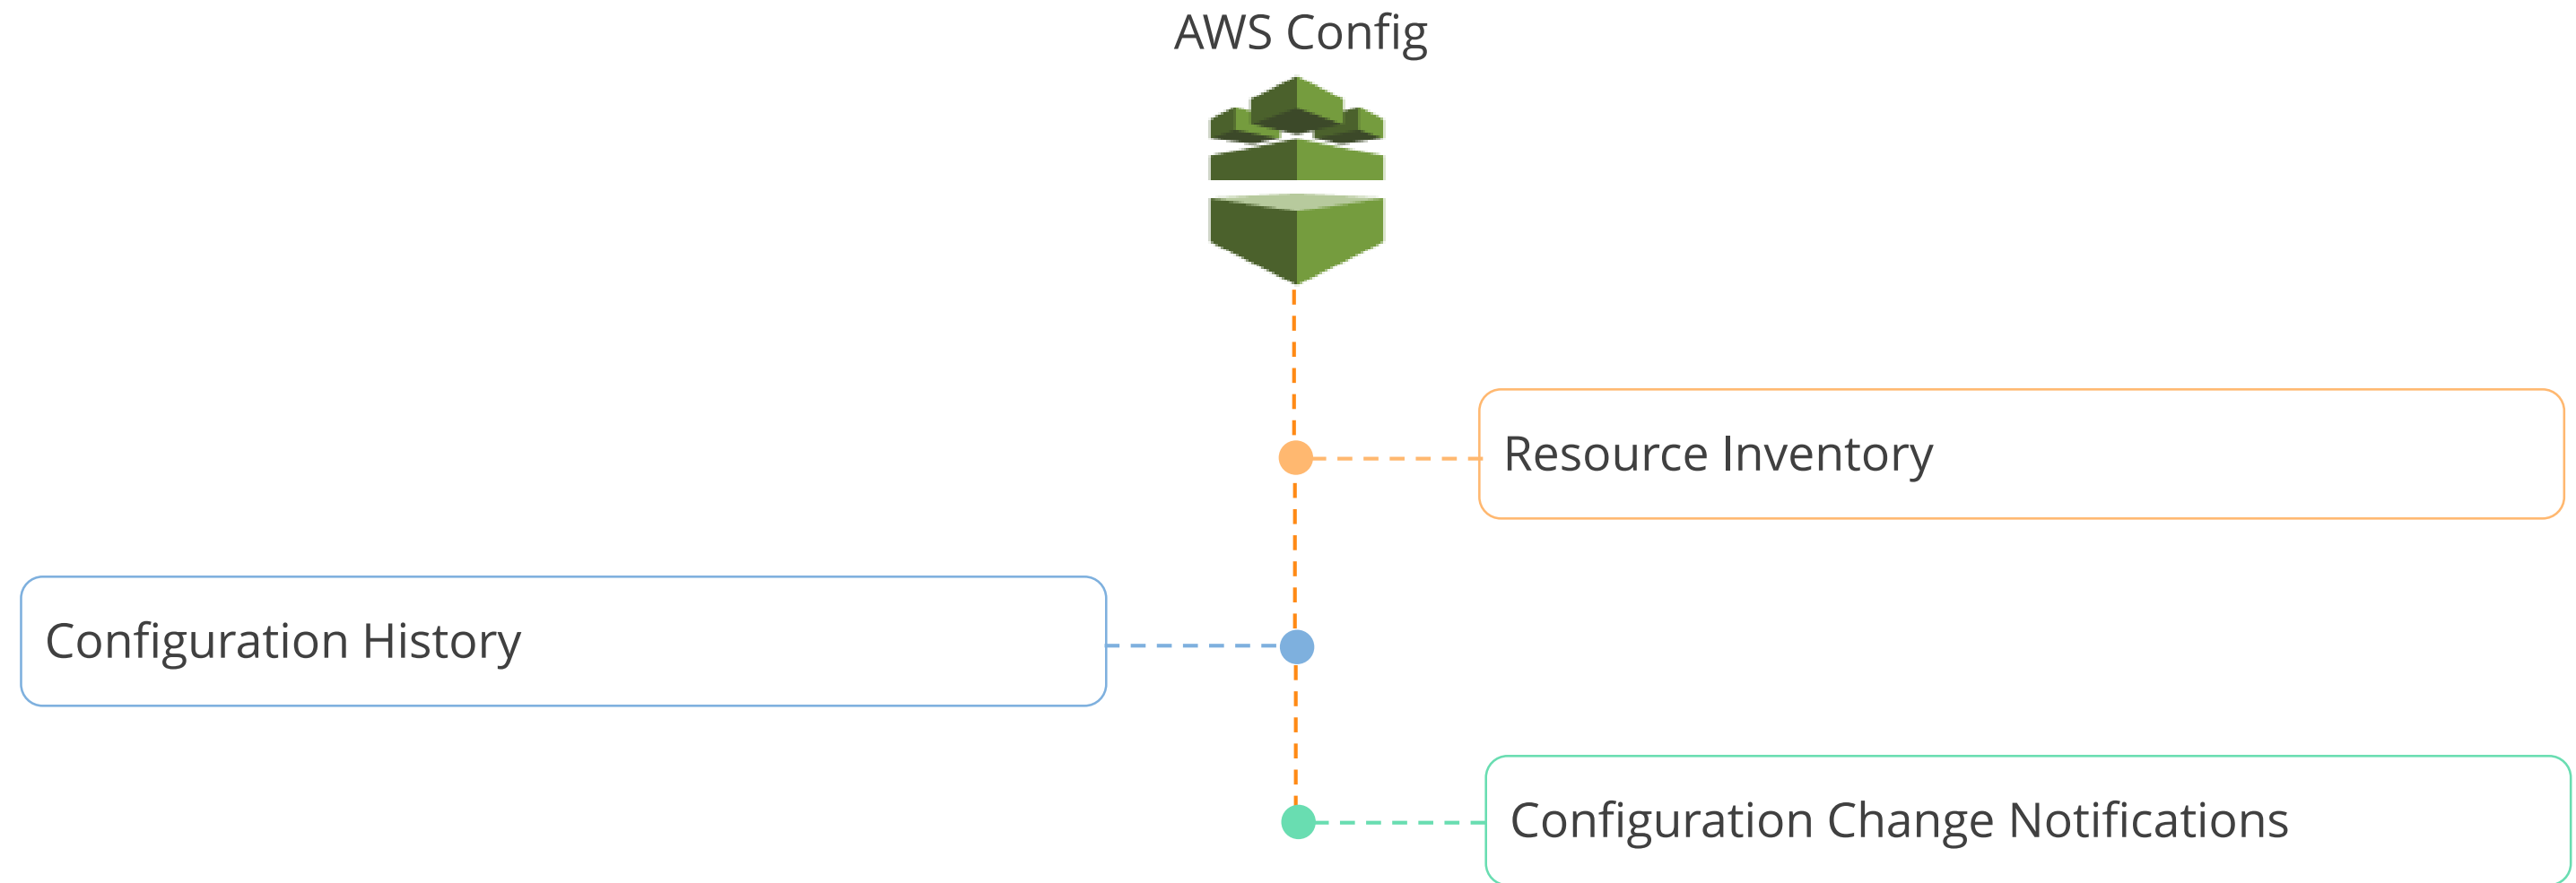 AWS Config
Resource Inventory
Configuration History
Configuration Change Notifications